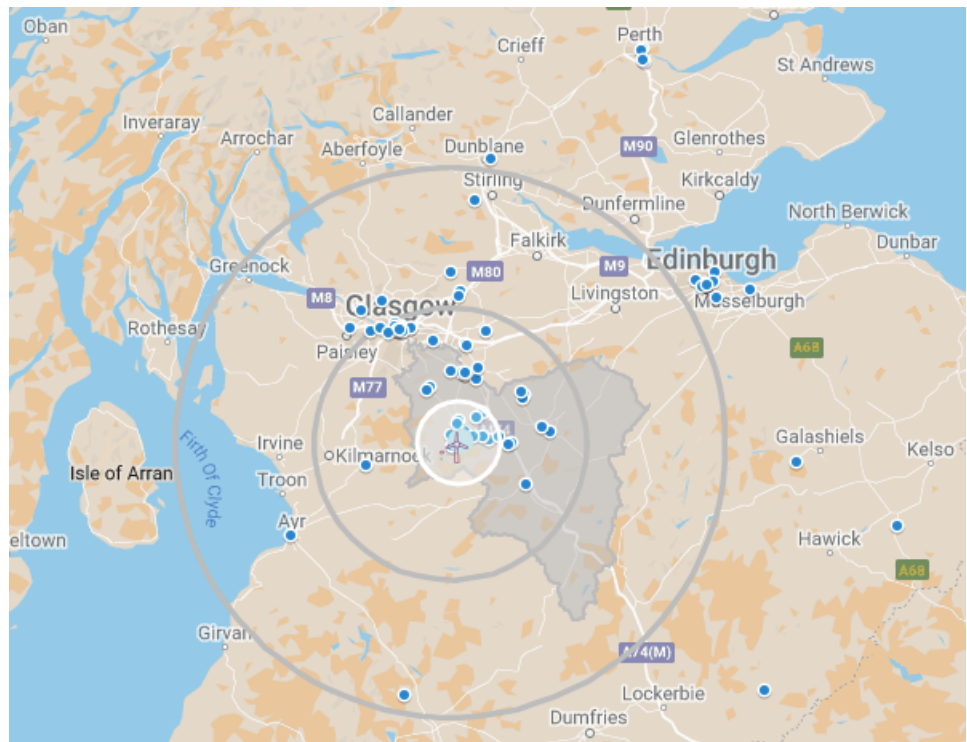 Oban
Perth
Crieff
St Andrews
Callander
Inveraray
Arrochar
Aberfoyle
Dunblane
M90
Glenrothes
Stirling
Kirkcaldy
Dunfermline
North Berwick
Falkirk
Dunbar
Greenock
M80
M9
Edinburgh
M8
Glasgow
Livingston
Musselburgh
Rothesay
Paisley
A68
M77
Firth Of Clyde
Irvine
Kilmarnock
Galashiels
Kelso
Isle of Arran
Troon
Ayr
eltown
Hawick
A68
Girvan
A74(M)
Lockerbie
Dumfries